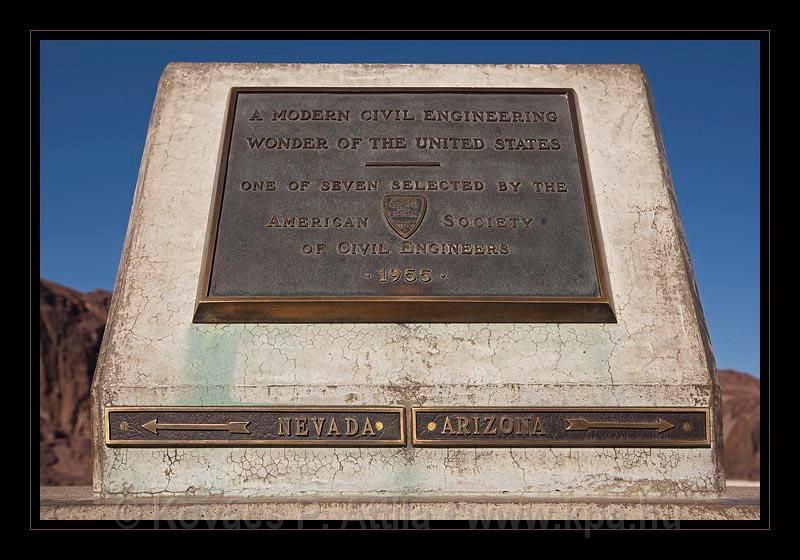 A MODERN CIVIL ENGINEERING
WONDER OF THE UNITED STATES
ONE OF SEVEN SELECTED BY THE
AMERICAN SOCIETY
OF CIVIL ENGINEERS
· 1955 ·
NEVADA
ARIZONA
© Kovács P. Attila - www.kpa.hu